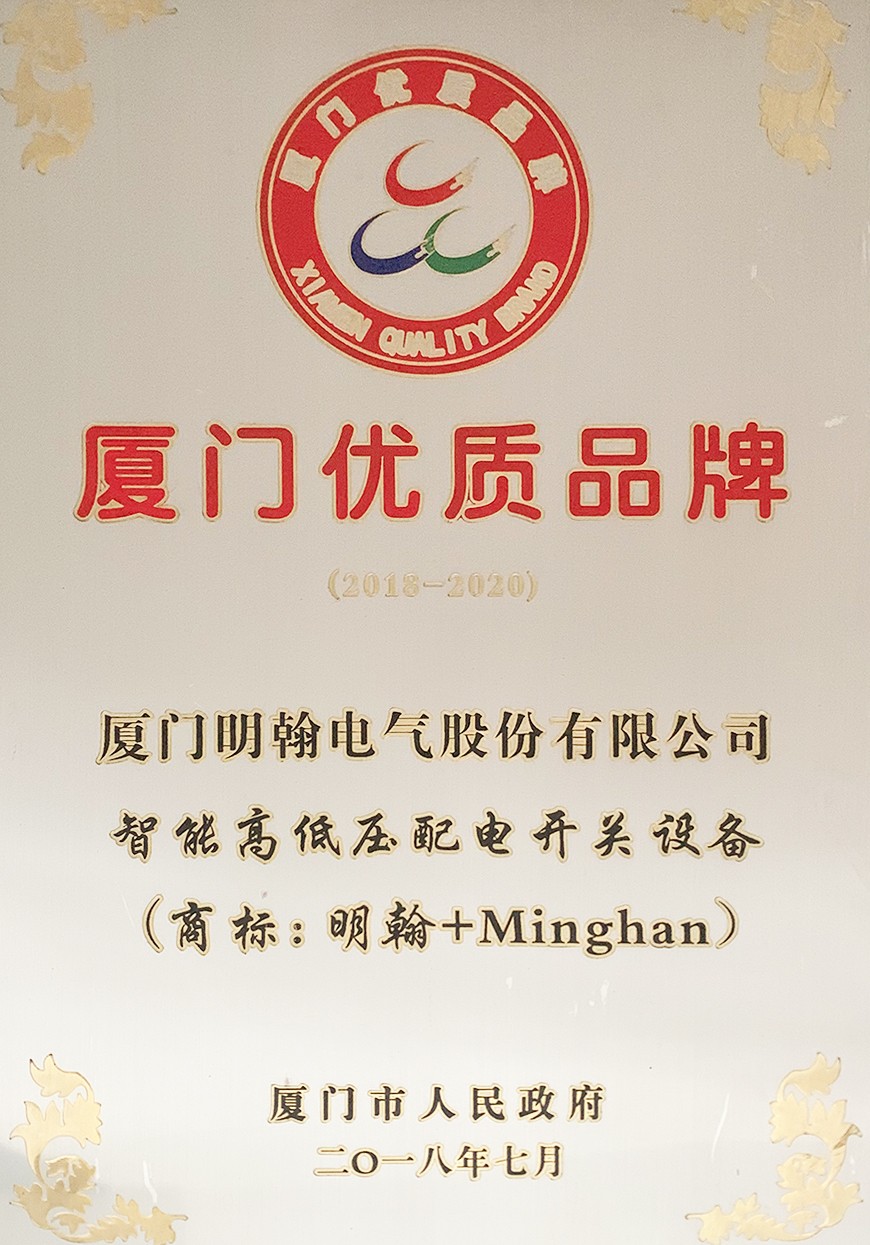 厦门优质品牌
XIAMEN QUALITY BRAND
厦门优质品牌
(2018-2020)
厦门明翰电气股份有限公司
智能高低压配电开关设备
(商标:明翰+Minghan)
厦门市人民政府
二〇一八年七月